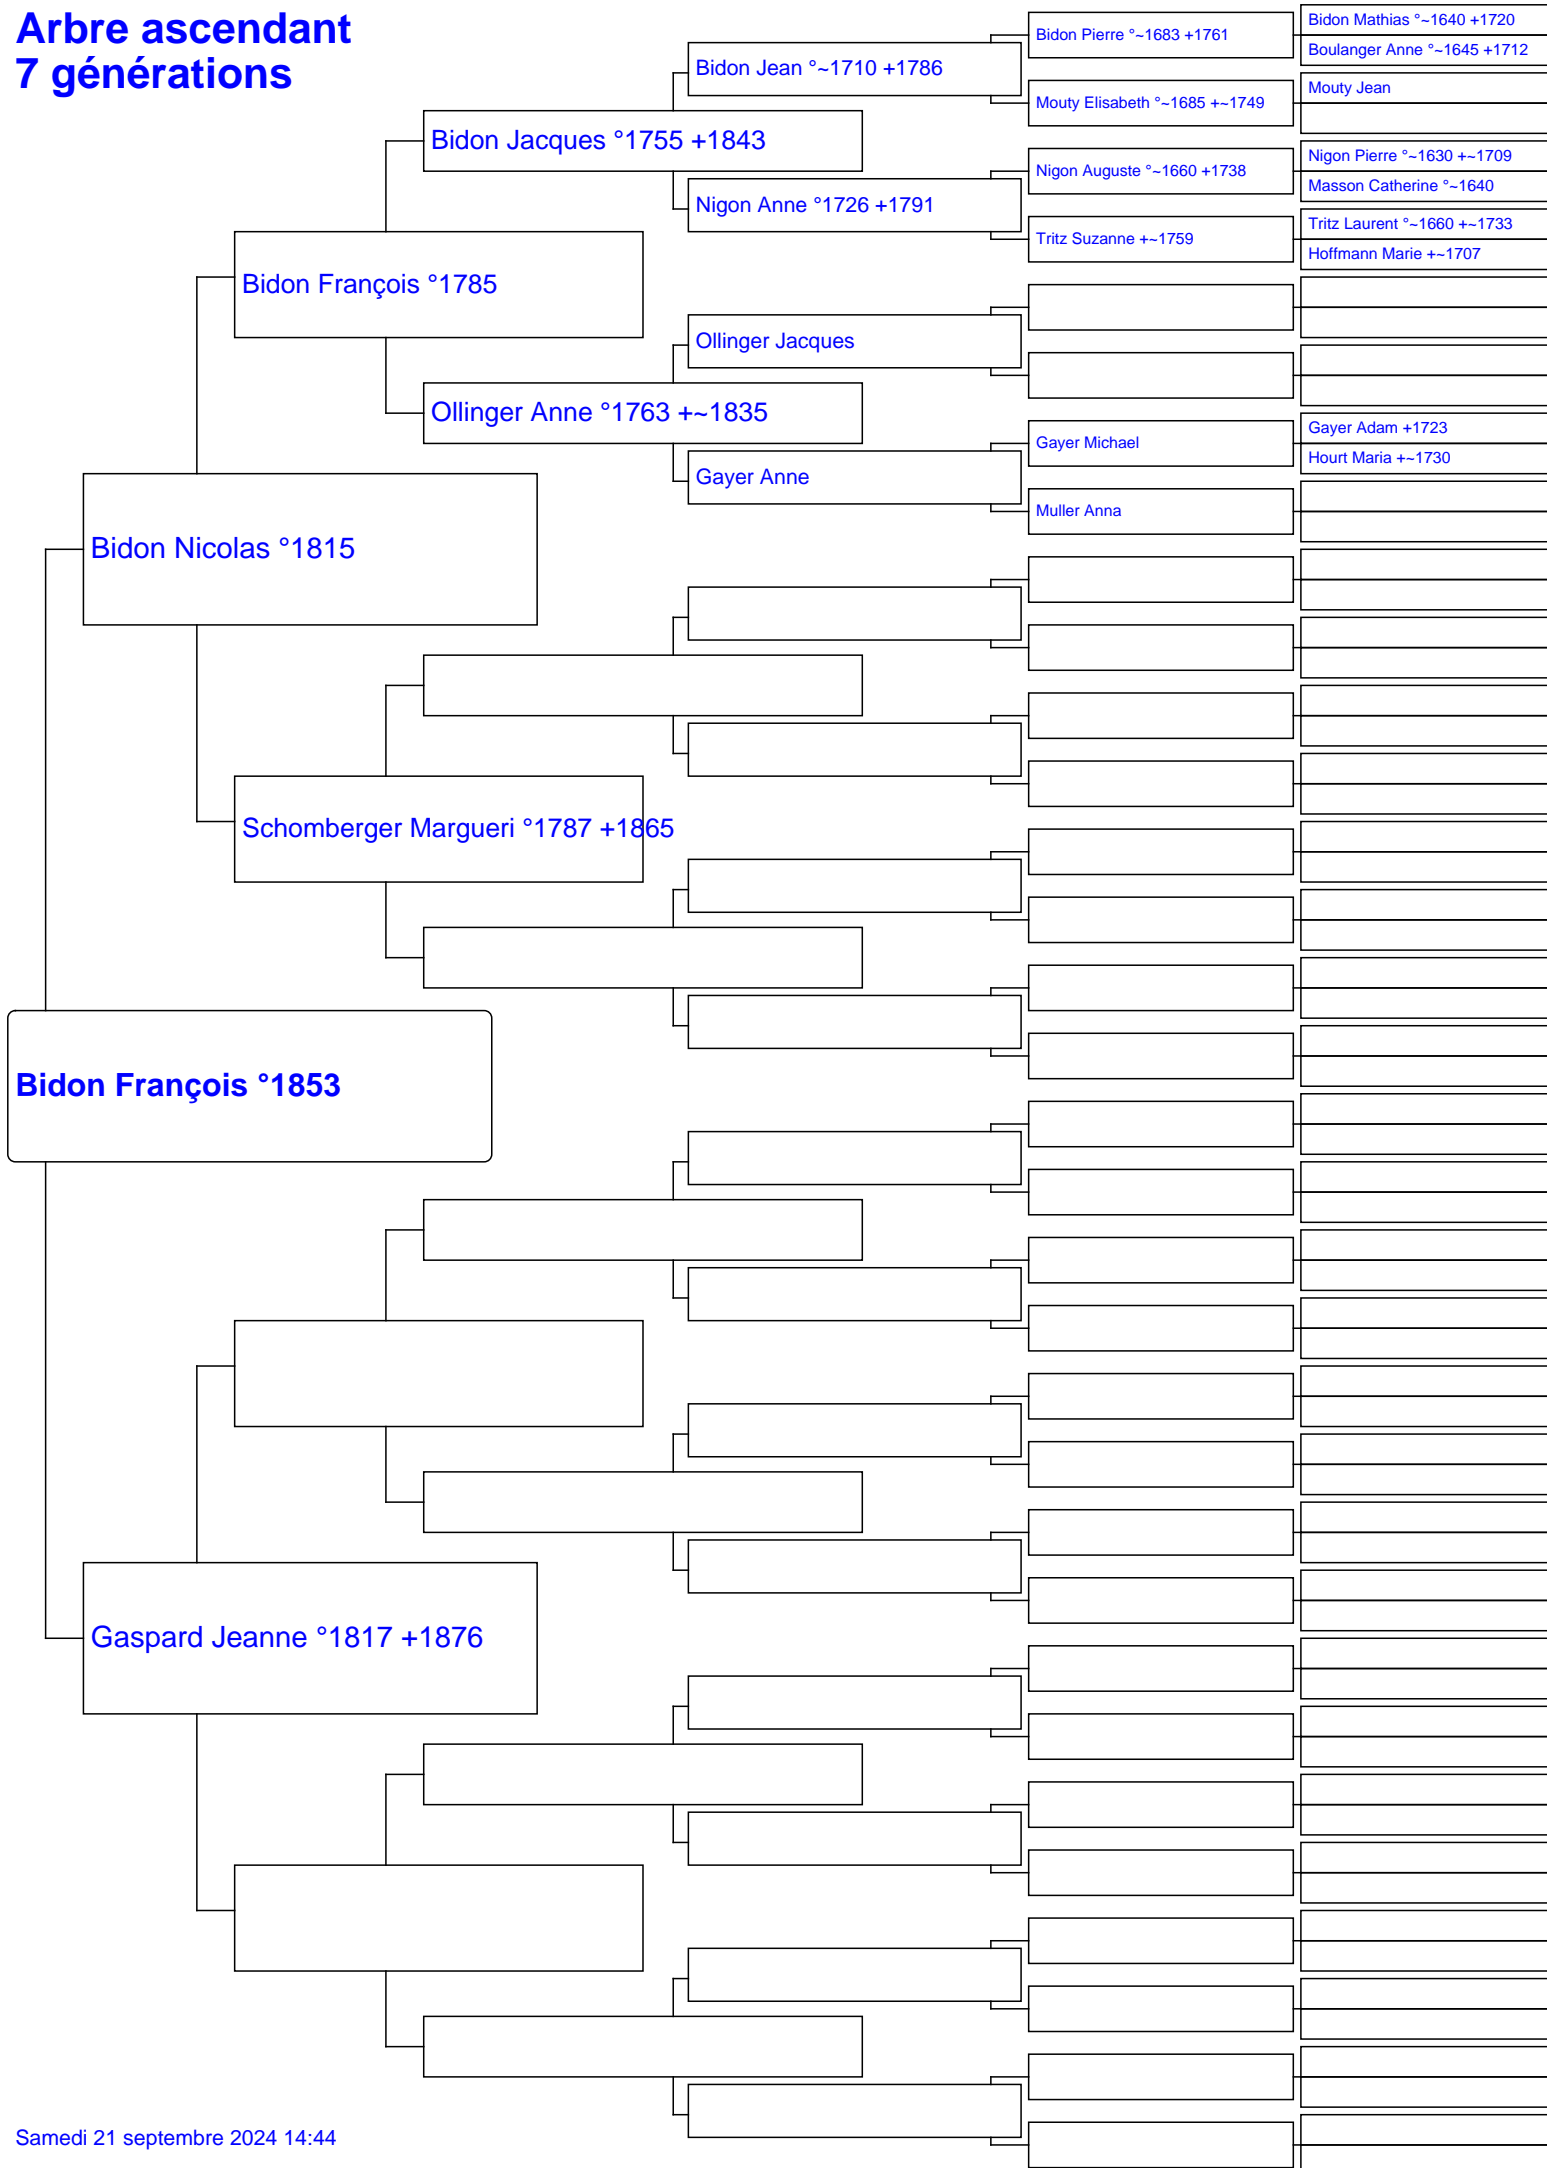 Arbre ascendant
7 générations
Bidon Mathias °~1640 +1720
Bidon Pierre °~1683 +1761
Boulanger Anne °~1645 +1712
Bidon Jean °~1710 +1786
Mouty Jean
Mouty Elisabeth °~1685 +~1749
Bidon Jacques °1755 +1843
Nigon Pierre °~1630 +~1709
Nigon Auguste °~1660 +1738
Masson Catherine °~1640
Nigon Anne °1726 +1791
Tritz Laurent °~1660 +~1733
Tritz Suzanne +~1759
Hoffmann Marie +~1707
Bidon François °1785
Ollinger Jacques
Ollinger Anne °1763 +~1835
Gayer Adam +1723
Gayer Michael
Hourt Maria +~1730
Gayer Anne
Muller Anna
Bidon Nicolas °1815
Schomberger Margueri °1787 +1865
Bidon François °1853
Gaspard Jeanne °1817 +1876
Samedi 21 septembre 2024 14:44